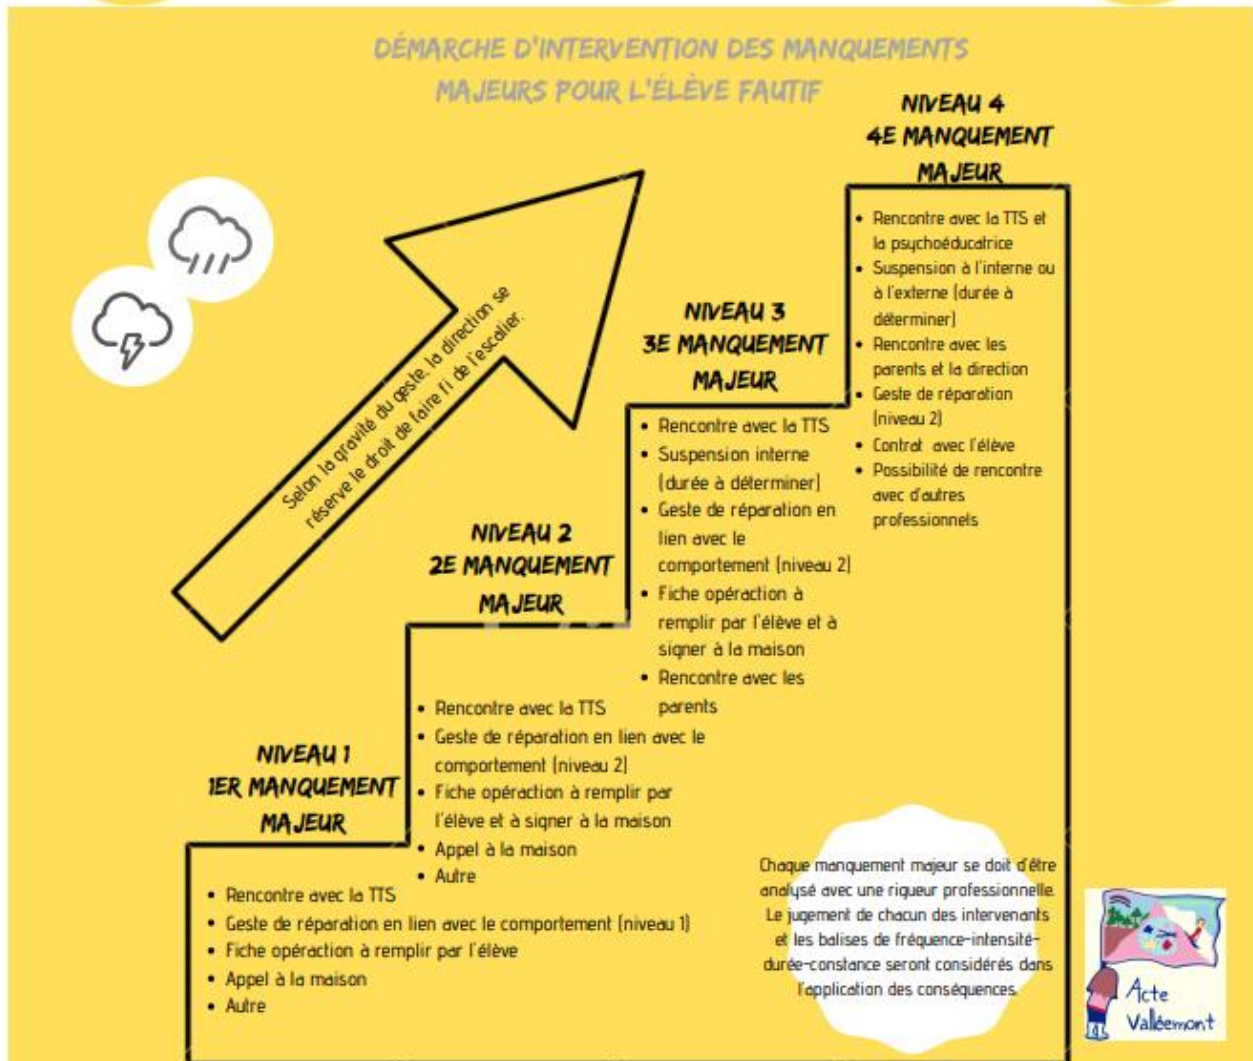 DÉMARCHE D'INTERVENTION DES MANQUEMENTS
MAJEURS POUR L'ÉLÈVE FAUTIF
Selon la gravité du geste, la direction se
réserve le droit de faire fi de l'escalier.
NIVEAU 4
4E MANQUEMENT
MAJEUR
• Rencontre avec la TTS et
la psychoéducatrice
• Suspension à l'interne ou
à l'externe (durée à
déterminer)
• Rencontre avec les
parents et la direction
• Geste de réparation
(niveau 2)
• Contrat avec l'élève
• Possibilité de rencontre
avec d'autres
professionnels
NIVEAU 3
3E MANQUEMENT
MAJEUR
• Rencontre avec la TTS
• Suspension interne
(durée à déterminer)
• Geste de réparation en
lien avec le
comportement (niveau 2)
• Fiche opéraction à
remplir par l'élève et à
signer à la maison
• Rencontre avec les
parents
NIVEAU 2
2E MANQUEMENT
MAJEUR
• Rencontre avec la TTS
• Geste de réparation en lien avec le
comportement (niveau 2)
• Fiche opéraction à remplir par
l'élève et à signer à la maison
• Appel à la maison
• Autre
NIVEAU 1
1ER MANQUEMENT
MAJEUR
• Rencontre avec la TTS
• Geste de réparation en lien avec le comportement (niveau 1)
• Fiche opéraction à remplir par l'élève
• Appel à la maison
• Autre
Chaque manquement majeur se doit d'être
analysé avec une rigueur professionnelle.
Le jugement de chacun des intervenants
et les balises de fréquence-intensité-
durée-constance seront considérés dans
l'application des conséquences.
Acte
Valléemont